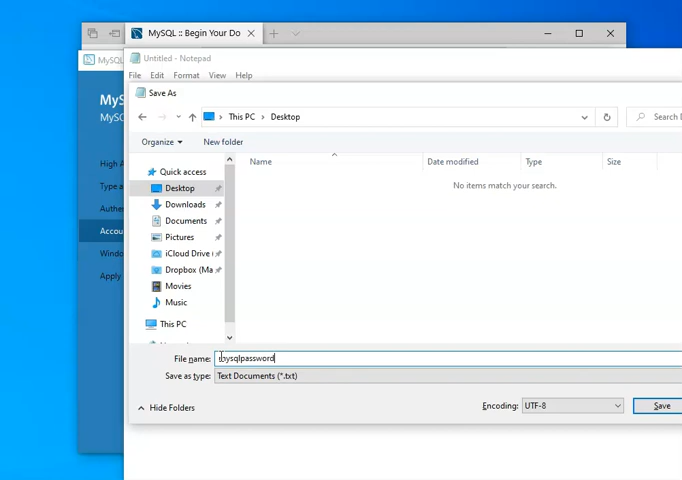 MySQL :: Begin Your Do
MySQL
Untitled - Notepad
File Edit Format View Help
Save As
MyS
MySC
This PC > Desktop
Search D
Organize New folder
High A
Type a
Authen
Accou
Windo
Apply
Name Date modified Type Size
No items match your search.
Quick access
Desktop
Downloads
Documents
Pictures
iCloud Drive
Dropbox (Ma
Movies
Music
This PC
File name: mysqlpassword
Save as type: Text Documents (*.txt)
Hide Folders
Encoding: UTF-8
Save